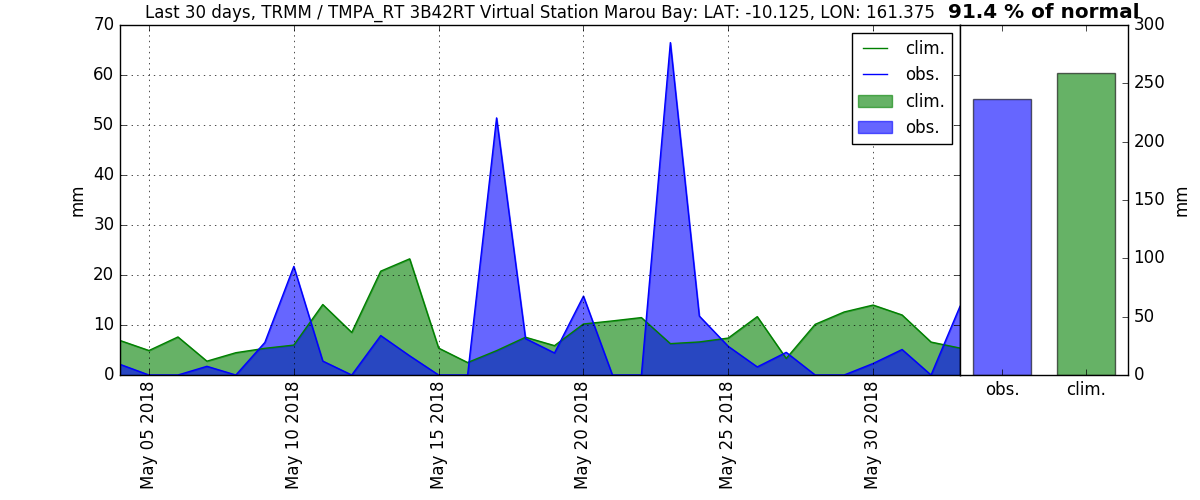 Last 30 days, TRMM / TMPA_RT 3B42RT Virtual Station Marou Bay: LAT: -10.125, LON: 161.375
91.4 % of normal
70
60
50
40
30
20
10
0
mm
clim.
obs.
clim.
obs.
300
250
200
150
100
50
0
mm
obs.
clim.
May 05 2018
May 10 2018
May 15 2018
May 20 2018
May 25 2018
May 30 2018